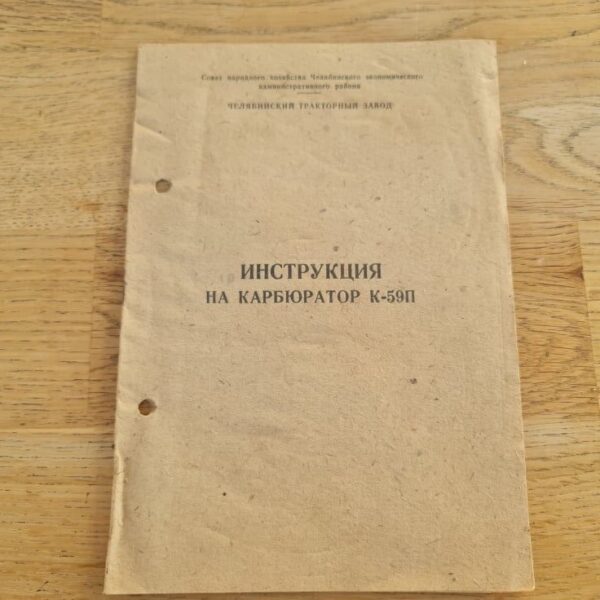 Совет народного хозяйства Челябинского экономического
административного района
ЧЕЛЯБИНСКИЙ ТРАКТОРНЫЙ ЗАВОД
ИНСТРУКЦИЯ
НА КАРБЮРАТОР К-59П